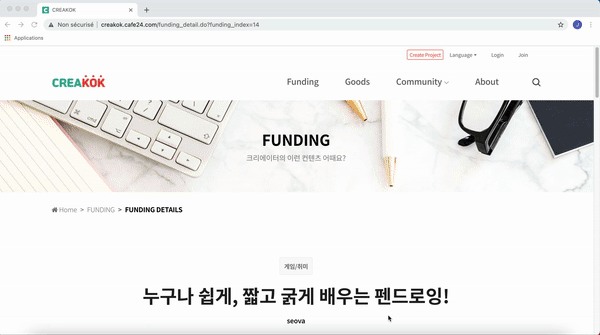 CREAKOK
Non sécurisé | creakok.cafe24.com/funding_detail.do?funding_index=14
J
Applications
Create Project Language Login Join
CREAKOK Funding Goods Community About
FUNDING
크리에이터의 이런 컨텐츠 어때요?
Home > FUNDING > FUNDING DETAILS
게임/취미
누구나 쉽게, 짧고 굵게 배우는 펜드로잉!
seova